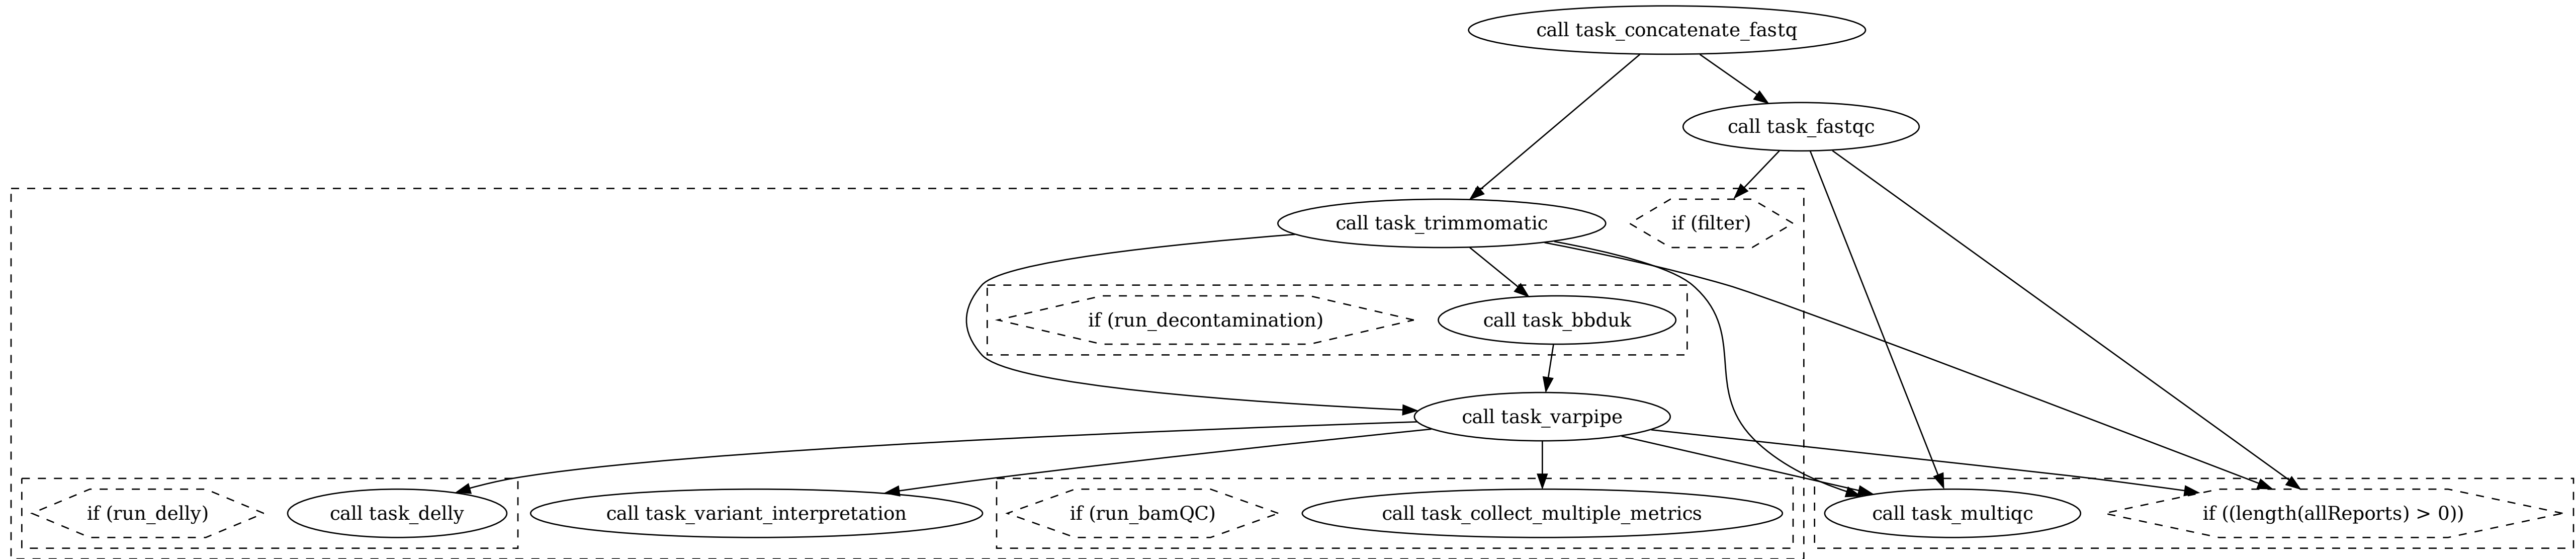 call task_concatenate_fastq
call task_fastqc
call task_trimmomatic
if (filter)
if (run_decontamination)
call task_bbduk
call task_varpipe
if (run_delly)
call task_delly
call task_variant_interpretation
if (run_bamQC)
call task_collect_multiple_metrics
call task_multiqc
if ((length(allReports) > 0))